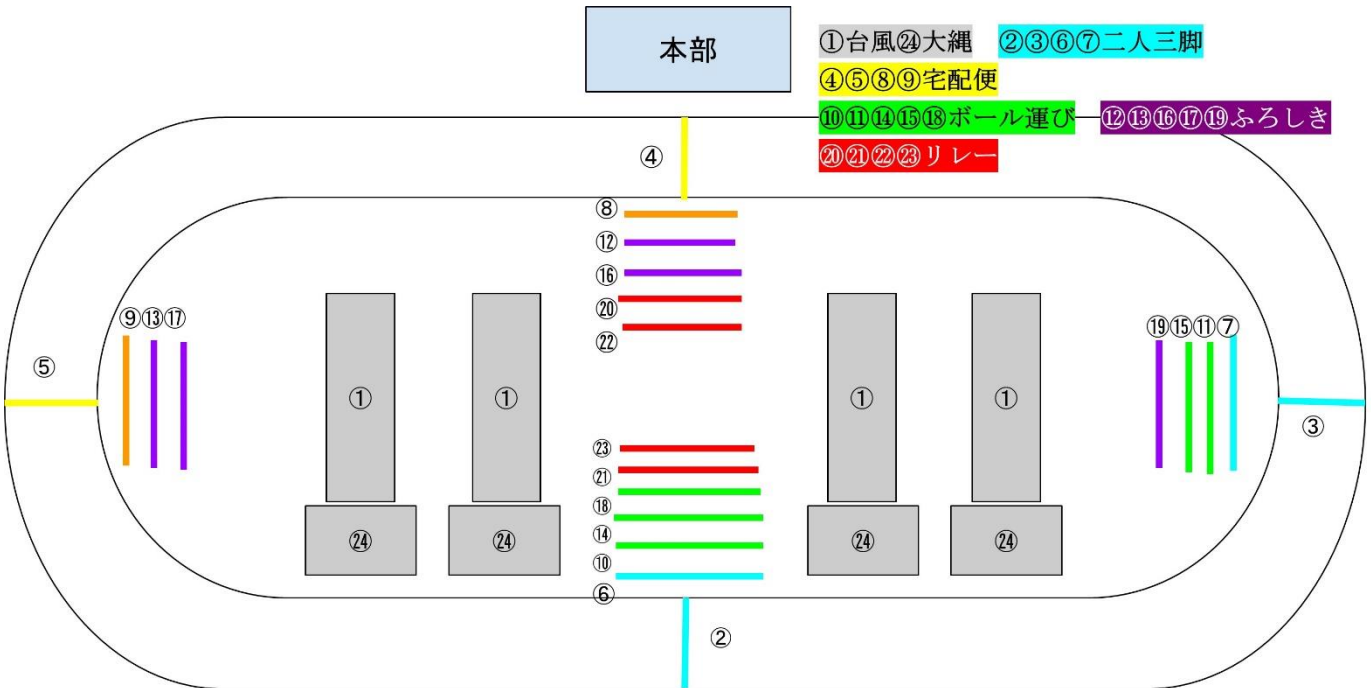 本部
①台風㉔大縄 ②③⑥⑦二人三脚
④⑤⑧⑨宅配便
⑩⑪⑭⑮⑱ボール運び ⑫⑬⑯⑰⑲ふろしき
⑳㉑㉒㉓リレー
④
⑧
⑫
⑯
⑳
㉒
⑨⑬⑰
⑲⑮⑪⑦
⑤
① ① ① ①
③
㉓
㉑
⑱
⑭
⑩
⑥
㉔ ㉔ ㉔ ㉔
②